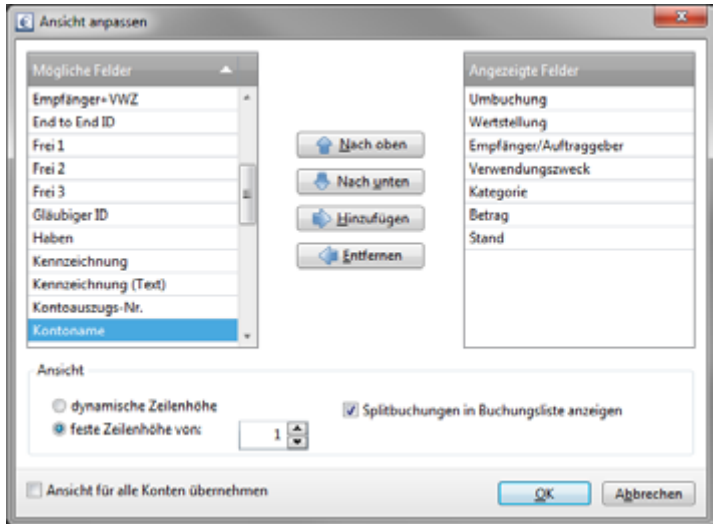 Ansicht anpassen
Mögliche Felder
Empfänger+VWZ
End to End ID
Frei 1
Frei 2
Frei 3
Gläubiger ID
Haben
Kennzeichnung
Kennzeichnung (Text)
Kontoauszugs-Nr.
Kontoname
Nach oben
Nach unten
Hinzufügen
Entfernen
Angezeigte Felder
Umbuchung
Wertstellung
Empfänger/Auftraggeber
Verwendungszweck
Kategorie
Betrag
Stand
Ansicht
dynamische Zeilenhöhe
feste Zeilenhöhe von: 1
Splitbuchungen in Buchungsliste anzeigen
Ansicht für alle Konten übernehmen
OK
Abbrechen